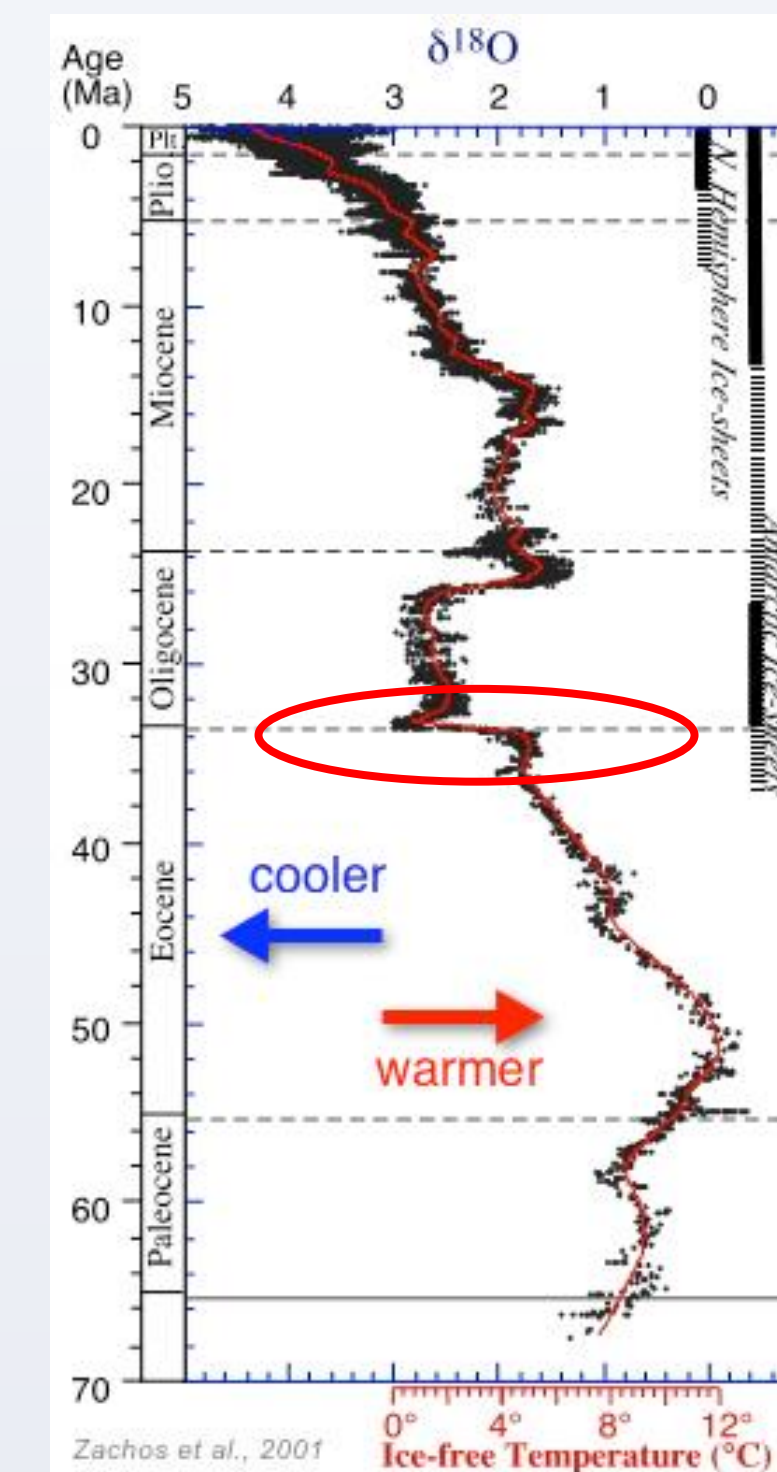 δ18O
Age
(Ma)
5 4 3 2 1 0
0
Plt
Plio
N. Hemisphere Ice-sheets
10
Miocene
20
Oligocene
30
40
cooler
Eocene
50
warmer
Paleocene
60
70
0° 4° 8° 12°
Zachos et al., 2001
Ice-free Temperature (°C)